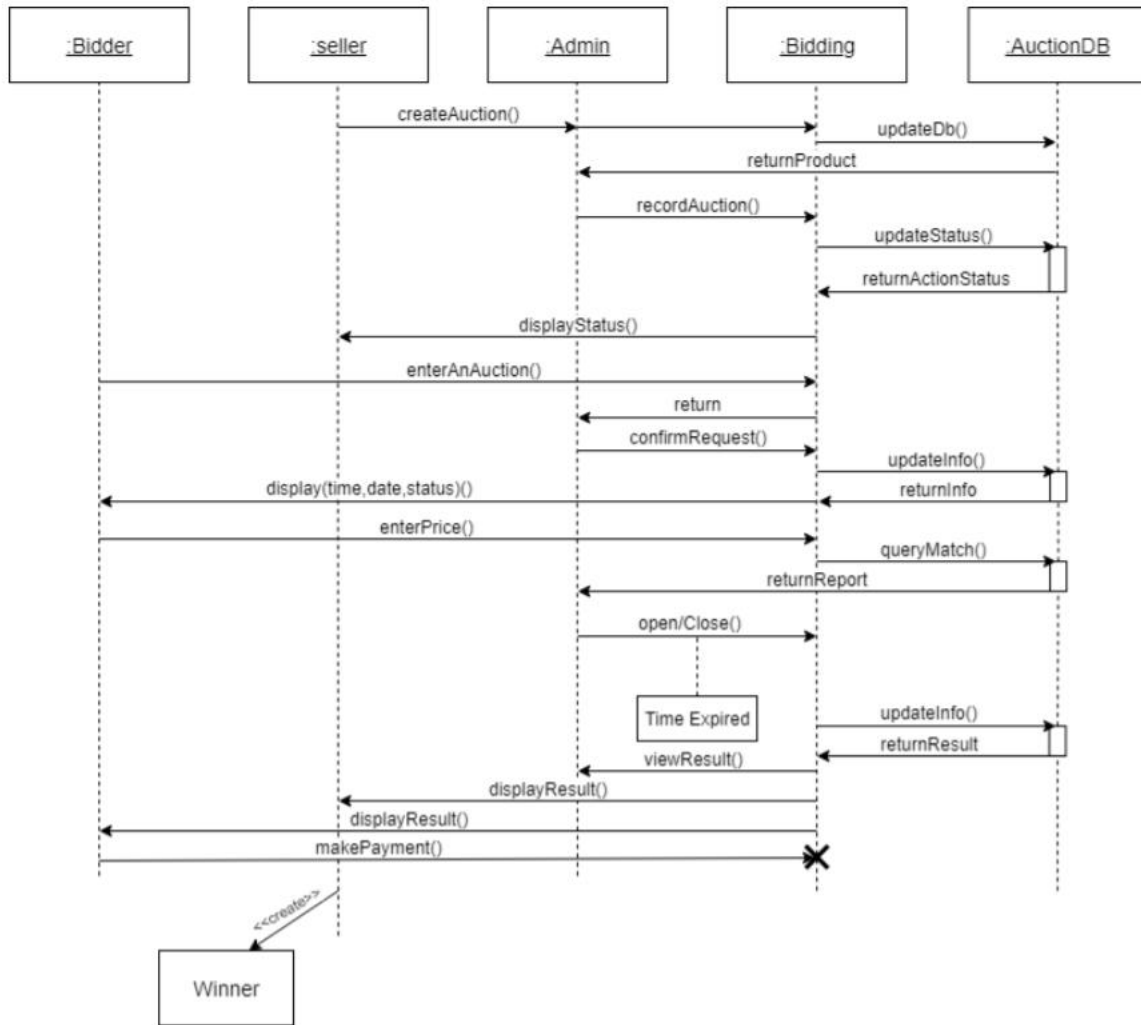 :Bidder
:seller
:Admin
:Bidding
:AuctionDB
createAuction()
updateDb()
returnProduct
recordAuction()
updateStatus()
returnActionStatus
displayStatus()
enterAnAuction()
return
confirmRequest()
updateInfo()
display(time,date,status)()
returnInfo
enterPrice()
queryMatch()
returnReport
open/Close()
Time Expired
updateInfo()
returnResult
viewResult()
displayResult()
displayResult()
makePayment()
<<create>>
Winner